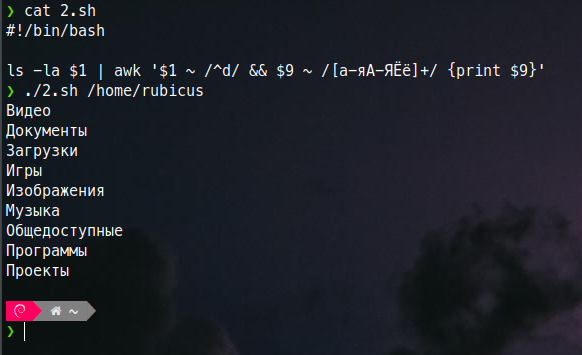 ❯ cat 2.sh
#!/bin/bash
ls -la $1 | awk '$1 ~ /^d/ && $9 ~ /[а-яА-ЯЁё]+/ {print $9}'
❯ ./2.sh /home/rubicus
Видео
Документы
Загрузки
Игры
Изображения
Музыка
Общедоступные
Программы
Проекты
~
❯